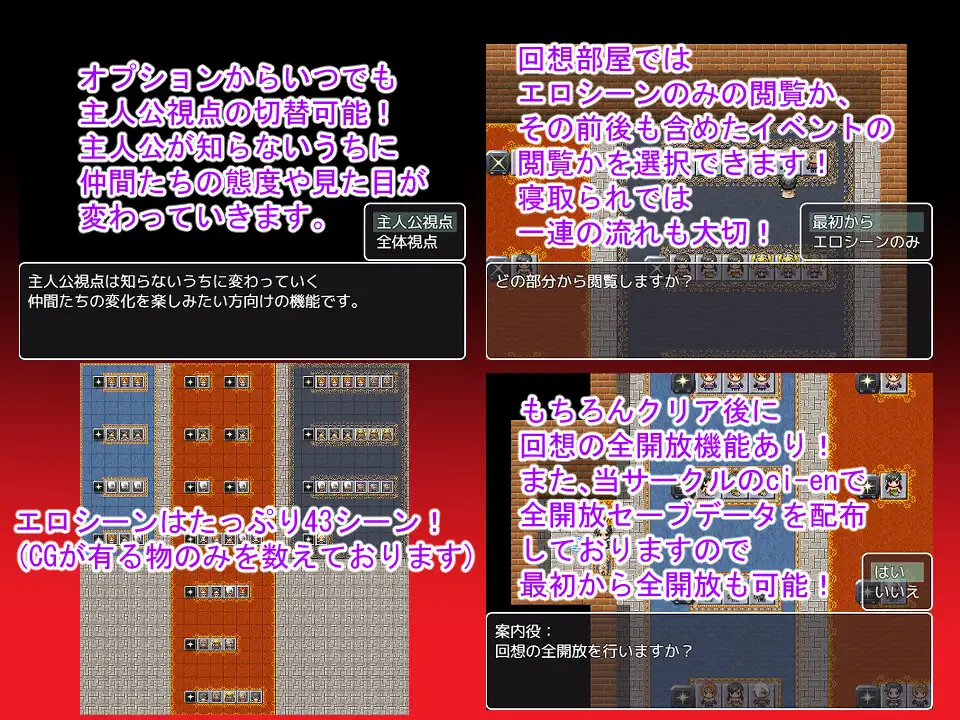 オプションからいつでも
主人公視点の切替可能！
主人公が知らないうちに
仲間たちの態度や見た目が
変わっていきます。
主人公視点
全体視点
主人公視点は知らないうちに変わっていく
仲間たちの変化を楽しみたい方向けの機能です。
回想部屋では
エロシーンのみの閲覧か、
その前後も含めたイベントの
閲覧かを選択できます！
寝取られでは
一連の流れも大切！
最初から
エロシーンのみ
どの部分から閲覧しますか？
エロシーンはたっぷり43シーン！
(CGが有る物のみを数えております)
もちろんクリア後に
回想の全開放機能あり！
また、当サークルのci-enで
全開放セーブデータを配布
しておりますので
最初から全開放も可能！
はい
いいえ
案内役：
回想の全開放を行いますか？